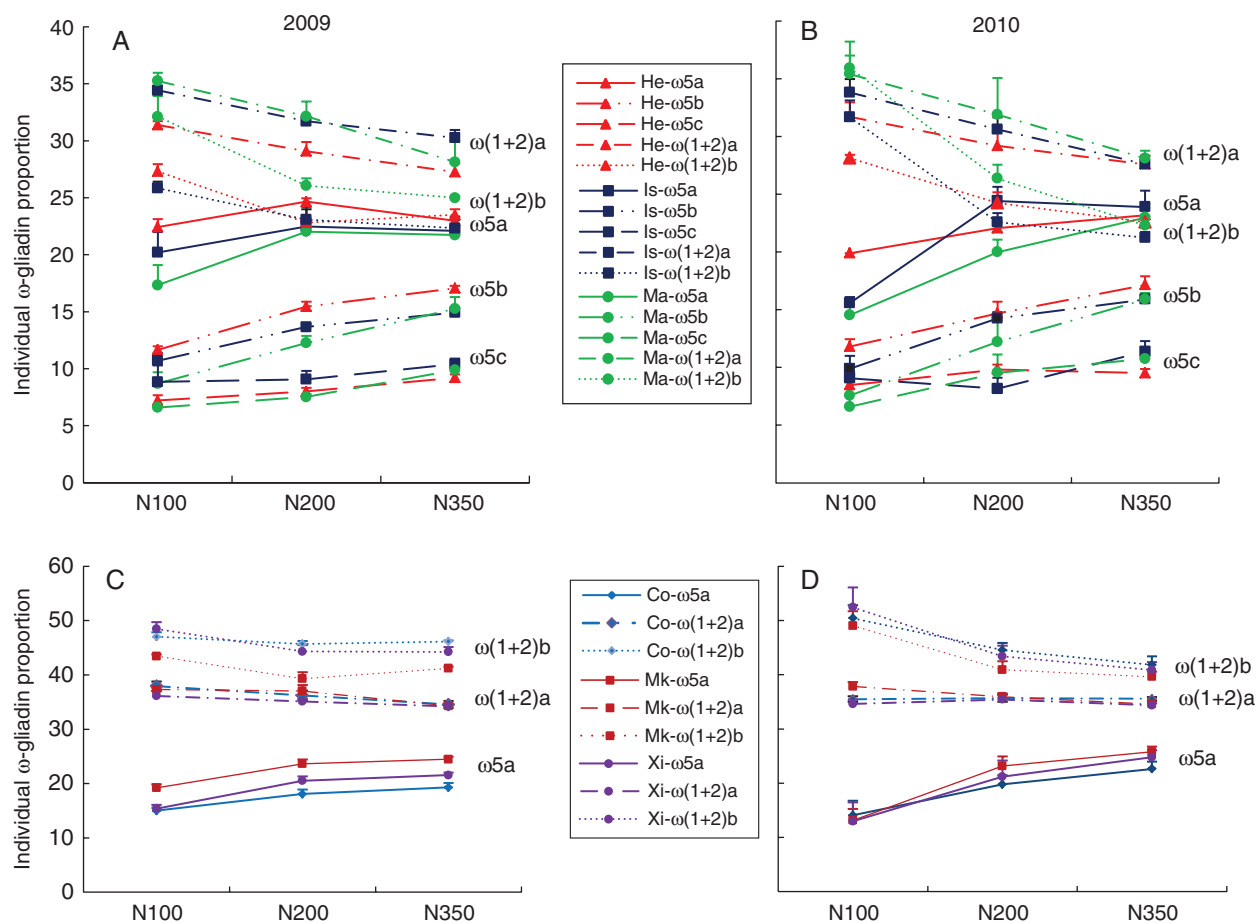 2009
2010
A
B
Individual ω-gliadin proportion
40
35
30
25
20
15
10
5
0
N100
N200
N350
ω(1+2)a
ω(1+2)b
ω5a
ω5b
ω5c
He-ω5a
He-ω5b
He-ω5c
He-ω(1+2)a
He-ω(1+2)b
Is-ω5a
Is-ω5b
Is-ω5c
Is-ω(1+2)a
Is-ω(1+2)b
Ma-ω5a
Ma-ω5b
Ma-ω5c
Ma-ω(1+2)a
Ma-ω(1+2)b
ω(1+2)a
ω5a
ω(1+2)b
ω5b
ω5c
N100
N200
N350
C
D
Individual ω-gliadin proportion
60
50
40
30
20
10
0
N100
N200
N350
ω(1+2)b
ω(1+2)a
ω5a
Co-ω5a
Co-ω(1+2)a
Co-ω(1+2)b
Mk-ω5a
Mk-ω(1+2)a
Mk-ω(1+2)b
Xi-ω5a
Xi-ω(1+2)a
Xi-ω(1+2)b
ω(1+2)b
ω(1+2)a
ω5a
N100
N200
N350